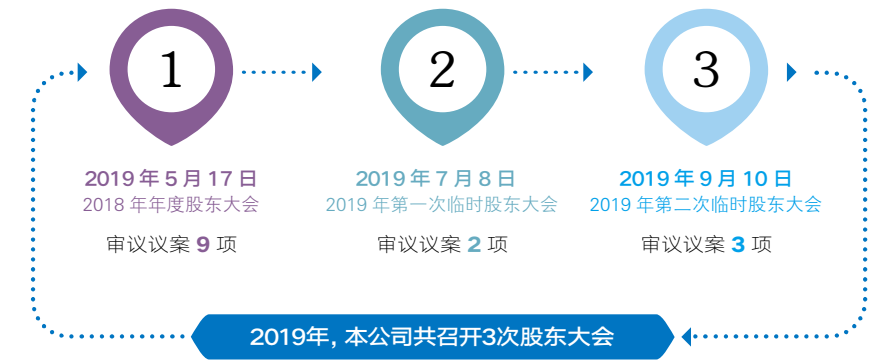 1
2019 年 5 月 17 日
2018 年年度股东大会
审议议案 9 项
2
2019 年 7 月 8 日
2019 年第一次临时股东大会
审议议案 2 项
3
2019 年 9 月 10 日
2019 年第二次临时股东大会
审议议案 3 项
2019年, 本公司共召开3次股东大会